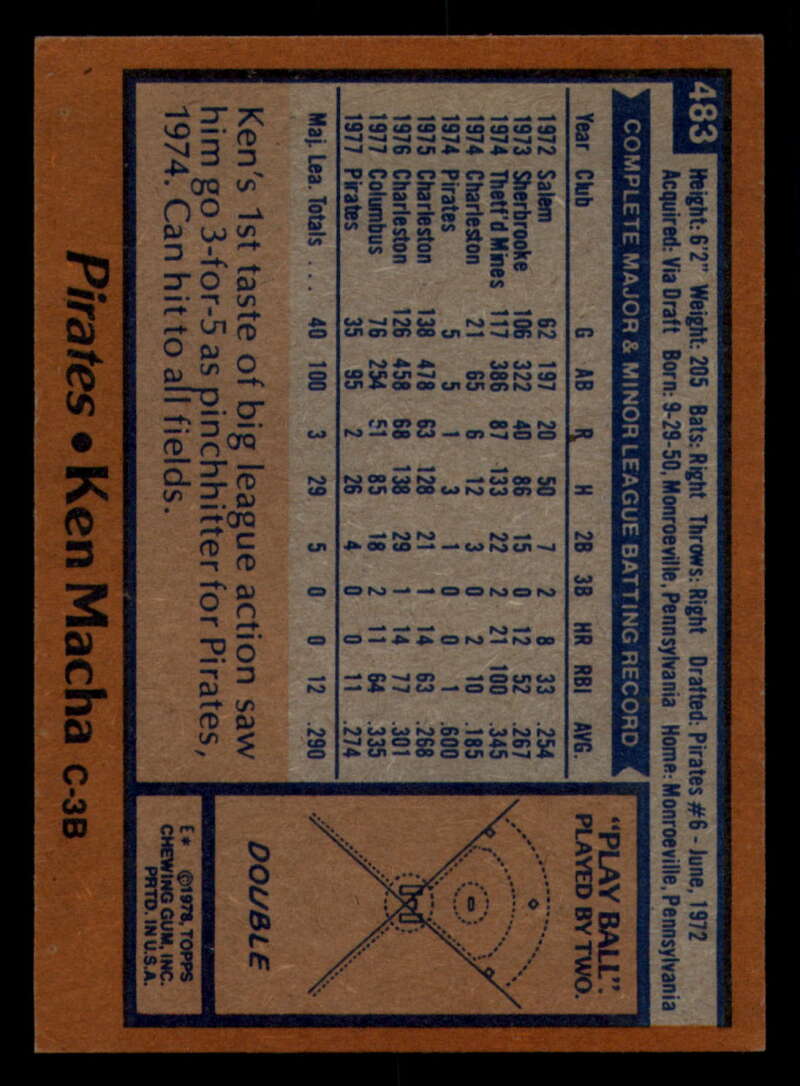 483
Height: 6'2" Weight: 205 Bats: Right Throws: Right Drafted: Pirates #6 - June, 1972
Acquired: Via Draft Born: 9-29-50, Monroeville, Pennsylvania Home: Monroeville, Pennsylvania
COMPLETE MAJOR & MINOR LEAGUE BATTING RECORD
Year Club G AB R H 2B 3B HR RBI AVG.
1972 Salem 62 197 20 50 7 2 8 33 .254
1973 Sherbrooke 106 322 40 86 15 0 12 52 .267
1974 Thetf'd Mines 117 386 87 133 22 2 21 100 .345
1974 Charleston 21 65 6 12 3 0 2 10 .185
1974 Pirates 5 5 1 3 1 0 0 1 .600
1975 Charleston 138 478 63 128 21 1 14 63 .268
1976 Charleston 126 458 68 138 29 1 14 77 .301
1977 Columbus 76 254 51 85 18 2 11 64 .335
1977 Pirates 35 95 2 26 4 0 0 11 .274
Maj. Lea. Totals .... 40 100 3 29 5 0 0 12 .290
Ken's 1st taste of big league action saw
him go 3-for-5 as pinchhitter for Pirates,
1974. Can hit to all fields.
"PLAY BALL":
PLAYED BY TWO.
DOUBLE
E* ©1978, TOPPS
CHEWING GUM, INC.
PRTD. IN U.S.A.
Pirates • Ken Macha C-3B